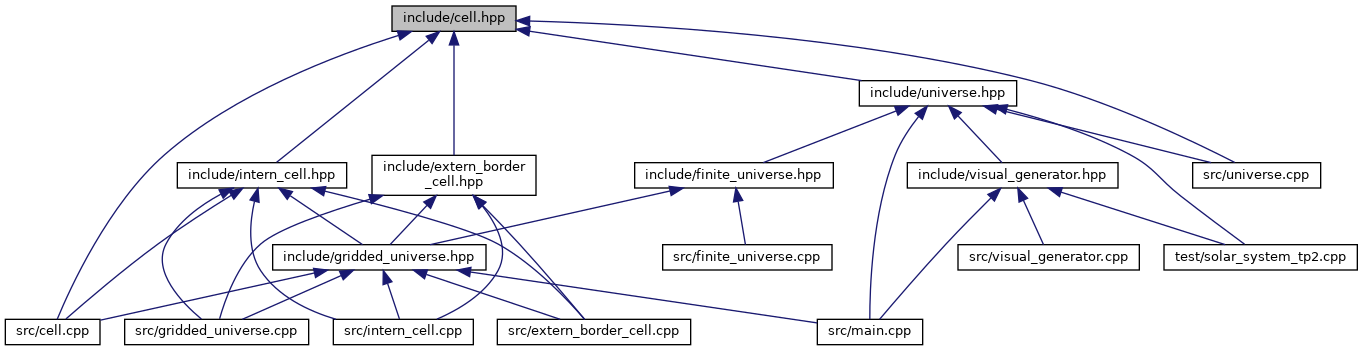 include/cell.hpp
include/universe.hpp
include/intern_cell.hpp
include/extern_border
_cell.hpp
include/finite_universe.hpp
include/visual_generator.hpp
src/universe.cpp
include/gridded_universe.hpp
src/finite_universe.cpp
src/visual_generator.cpp
test/solar_system_tp2.cpp
src/cell.cpp
src/gridded_universe.cpp
src/intern_cell.cpp
src/extern_border_cell.cpp
src/main.cpp